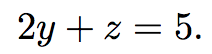 2y + z = 5.